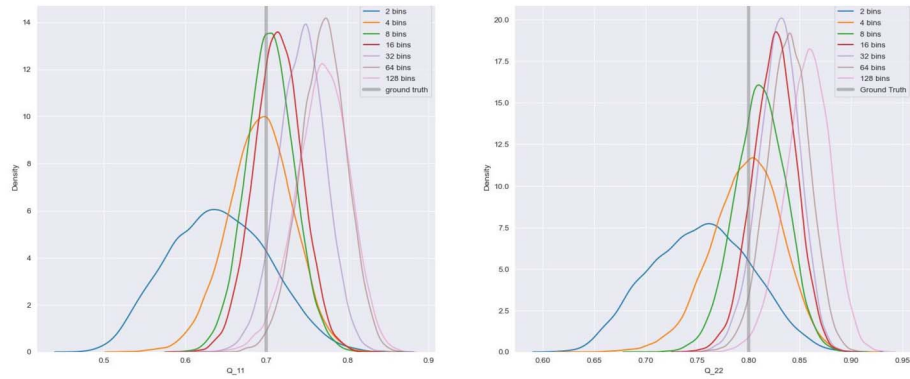 14
12
10
8
6
4
2
0
Density
0.5
0.6
0.7
0.8
0.9
Q_11
2 bins
4 bins
8 bins
16 bins
32 bins
64 bins
128 bins
ground truth
20.0
17.5
15.0
12.5
10.0
7.5
5.0
2.5
0.0
Density
0.60
0.65
0.70
0.75
0.80
0.85
0.90
0.95
Q_22
2 bins
4 bins
8 bins
16 bins
32 bins
64 bins
128 bins
Ground Truth